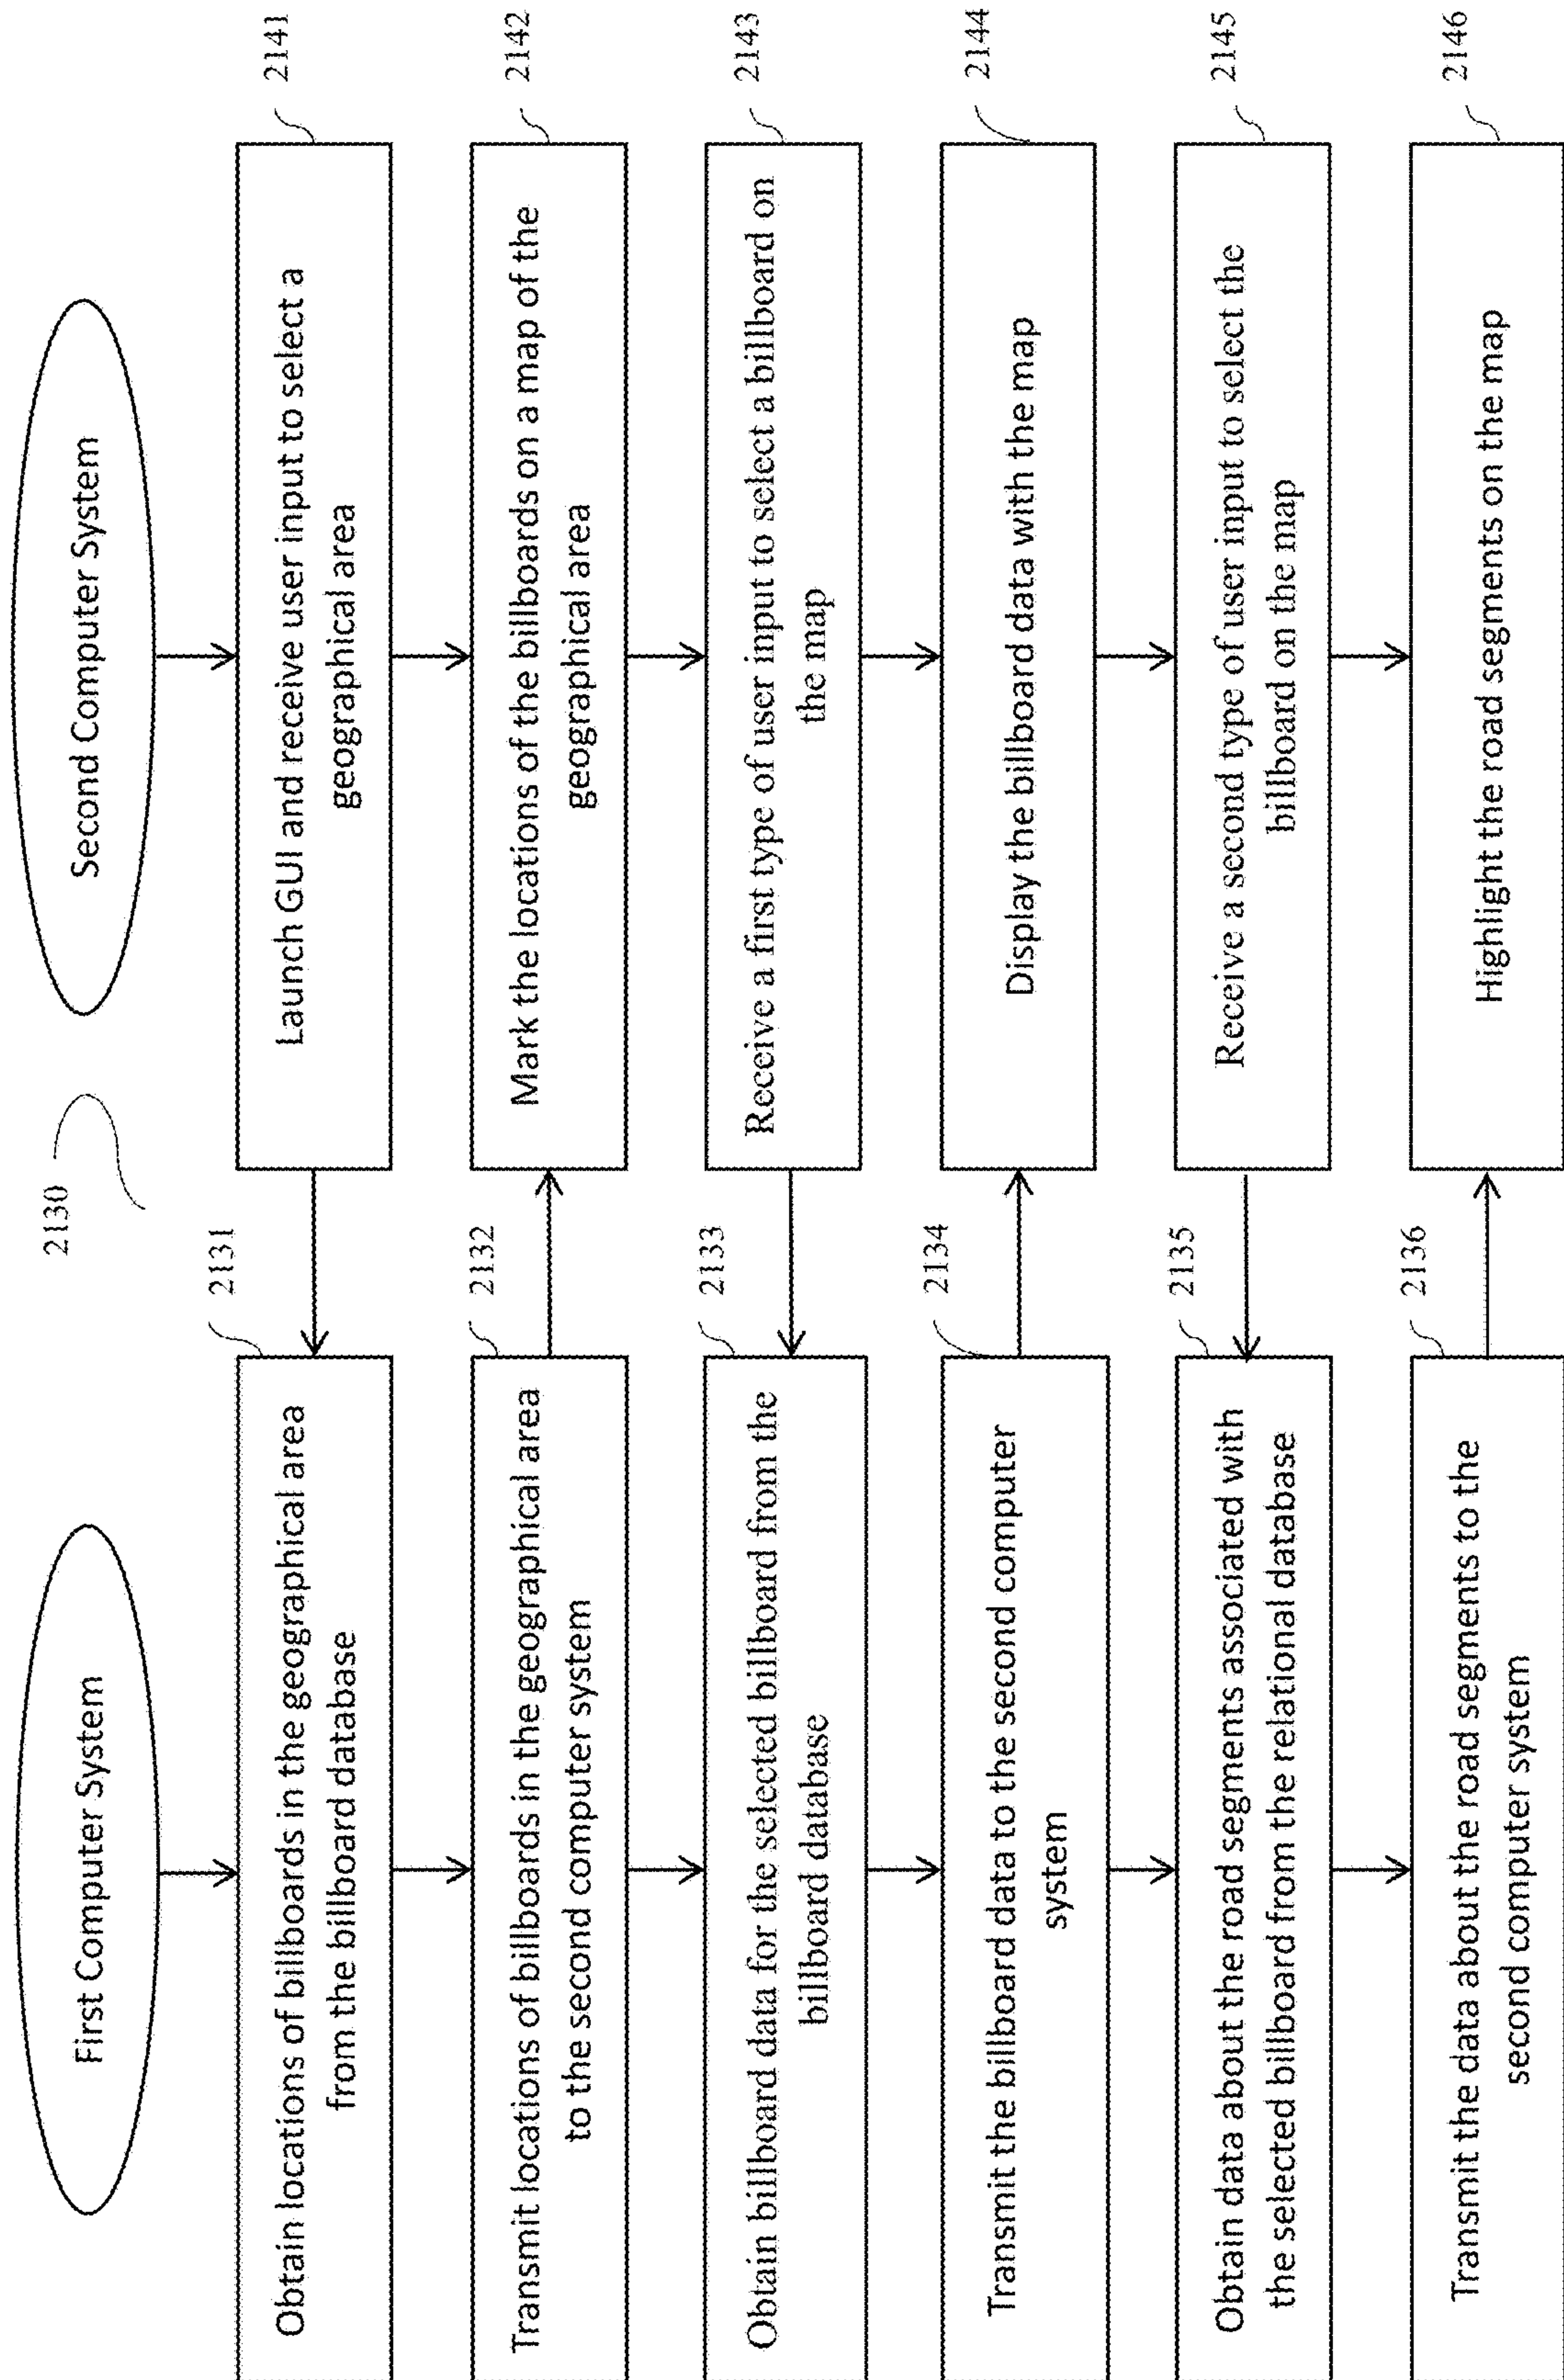 First Computer System
2130
Second Computer System
2131
Obtain locations of billboards in the geographical area
from the billboard database
2141
Launch GUI and receive user input to select a
geographical area
2132
Transmit locations of billboards in the geographical area
to the second computer system
2142
Mark the locations of the billboards on a map of the
geographical area
2133
Obtain billboard data for the selected billboard from the
billboard database
2143
Receive a first type of user input to select a billboard on
the map
2134
Transmit the billboard data to the second computer
system
2144
Display the billboard data with the map
2135
Obtain data about the road segments associated with
the selected billboard from the relational database
2145
Receive a second type of user input to select the
billboard on the map
2136
Transmit the data about the road segments to the
second computer system
2146
Highlight the road segments on the map